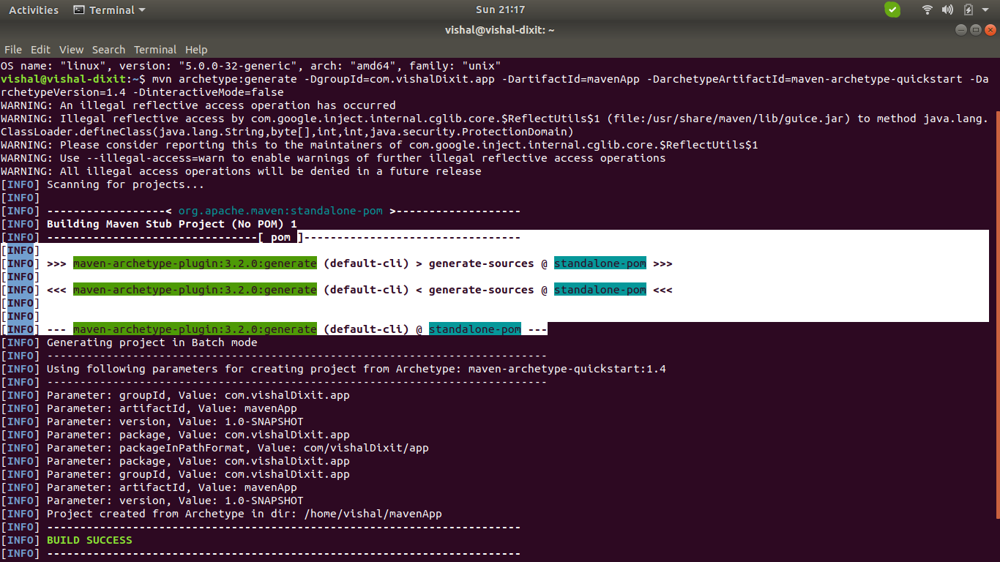 Activities Terminal Sun 21:17
vishal@vishal-dixit: ~
File Edit View Search Terminal Help
OS name: "linux", version: "5.0.0-32-generic", arch: "amd64", family: "unix"
vishal@vishal-dixit:~$ mvn archetype:generate -DgroupId=com.vishalDixit.app -DartifactId=mavenApp -DarchetypeArtifactId=maven-archetype-quickstart -Da
rchetypeVersion=1.4 -DinteractiveMode=false
WARNING: An illegal reflective access operation has occurred
WARNING: Illegal reflective access by com.google.inject.internal.cglib.core.$ReflectUtils$1 (file:/usr/share/maven/lib/guice.jar) to method java.lang.
ClassLoader.defineClass(java.lang.String,byte[],int,int,java.security.ProtectionDomain)
WARNING: Please consider reporting this to the maintainers of com.google.inject.internal.cglib.core.$ReflectUtils$1
WARNING: Use --illegal-access=warn to enable warnings of further illegal reflective access operations
WARNING: All illegal access operations will be denied in a future release
[INFO] Scanning for projects...
[INFO]
[INFO] ------------------< org.apache.maven:standalone-pom >-------------------
[INFO] Building Maven Stub Project (No POM) 1
[INFO] --------------------------------[ pom ]---------------------------------
[INFO]
[INFO] >>> maven-archetype-plugin:3.2.0:generate (default-cli) > generate-sources @ standalone-pom >>>
[INFO]
[INFO] <<< maven-archetype-plugin:3.2.0:generate (default-cli) < generate-sources @ standalone-pom <<<
[INFO]
[INFO]
[INFO] --- maven-archetype-plugin:3.2.0:generate (default-cli) @ standalone-pom ---
[INFO] Generating project in Batch mode
[INFO] ----------------------------------------------------------------------------
[INFO] Using following parameters for creating project from Archetype: maven-archetype-quickstart:1.4
[INFO] ----------------------------------------------------------------------------
[INFO] Parameter: groupId, Value: com.vishalDixit.app
[INFO] Parameter: artifactId, Value: mavenApp
[INFO] Parameter: version, Value: 1.0-SNAPSHOT
[INFO] Parameter: package, Value: com.vishalDixit.app
[INFO] Parameter: packageInPathFormat, Value: com/vishalDixit/app
[INFO] Parameter: package, Value: com.vishalDixit.app
[INFO] Parameter: groupId, Value: com.vishalDixit.app
[INFO] Parameter: artifactId, Value: mavenApp
[INFO] Parameter: version, Value: 1.0-SNAPSHOT
[INFO] Project created from Archetype in dir: /home/vishal/mavenApp
[INFO] ------------------------------------------------------------------------
[INFO] BUILD SUCCESS
[INFO] ------------------------------------------------------------------------